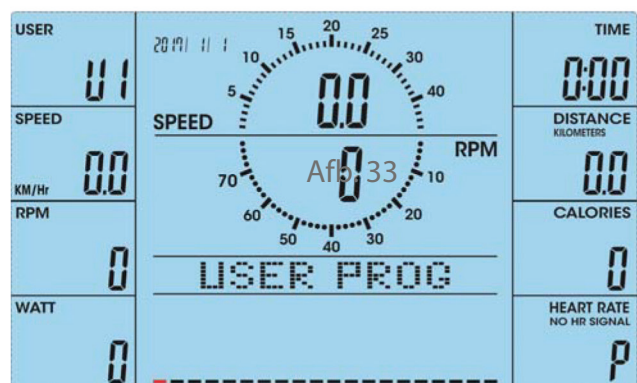 USER
U1
SPEED
0.0
KM/Hr
RPM
0
WATT
0
2017/ 1/ 1
5 10 15 20 25 30 40
SPEED
0.0
RPM
0
Afb. 33
70 60 50 40 30 20 10
USER PROG
TIME
0:00
DISTANCE
KILOMETERS
0.0
CALORIES
0
HEART RATE
NO HR SIGNAL
P